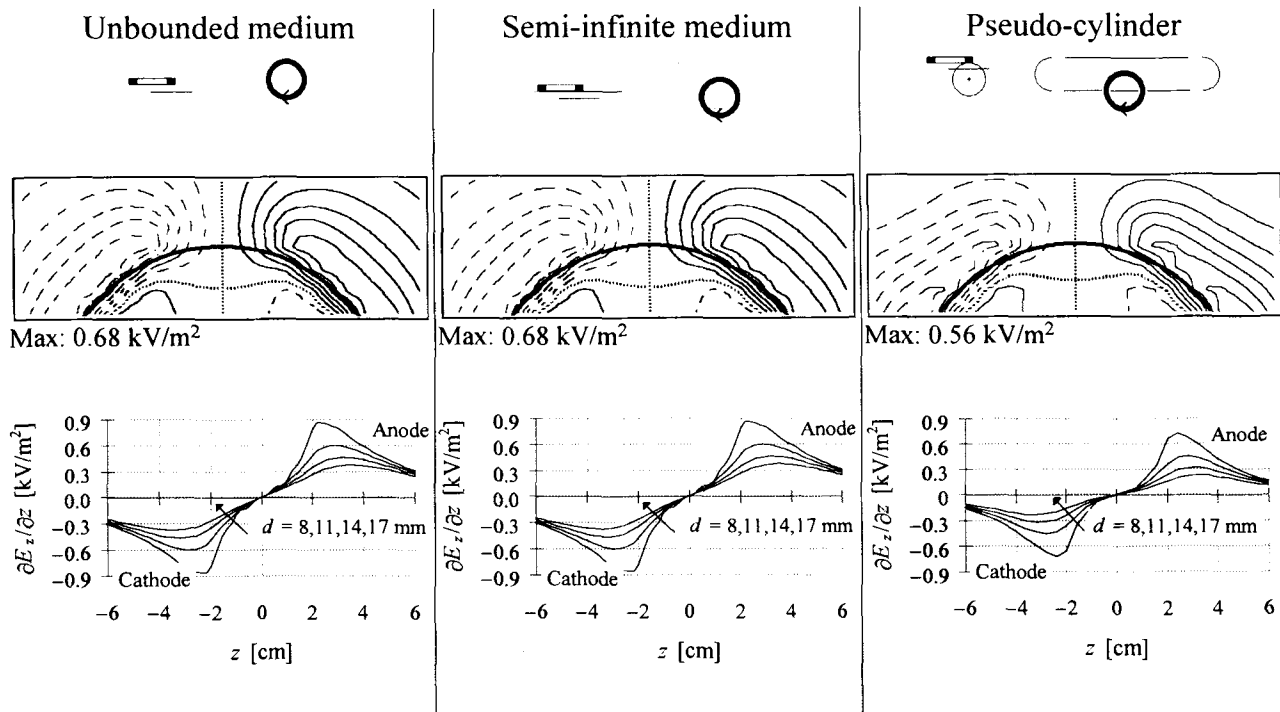 Unbounded medium
Max: 0.68 kV/m²
∂E_z/∂z [kV/m²]
0.9
0.6
0.3
0.0
−0.3
−0.6
−0.9
Anode
d = 8,11,14,17 mm
Cathode
−6 −4 −2 0 2 4 6
z [cm]
Semi-infinite medium
Max: 0.68 kV/m²
∂E_z/∂z [kV/m²]
0.9
0.6
0.3
0.0
−0.3
−0.6
−0.9
Anode
d = 8,11,14,17 mm
Cathode
−6 −4 −2 0 2 4 6
z [cm]
Pseudo-cylinder
Max: 0.56 kV/m²
∂E_z/∂z [kV/m²]
0.9
0.6
0.3
0.0
−0.3
−0.6
−0.9
Anode
d = 8,11,14,17 mm
Cathode
−6 −4 −2 0 2 4 6
z [cm]